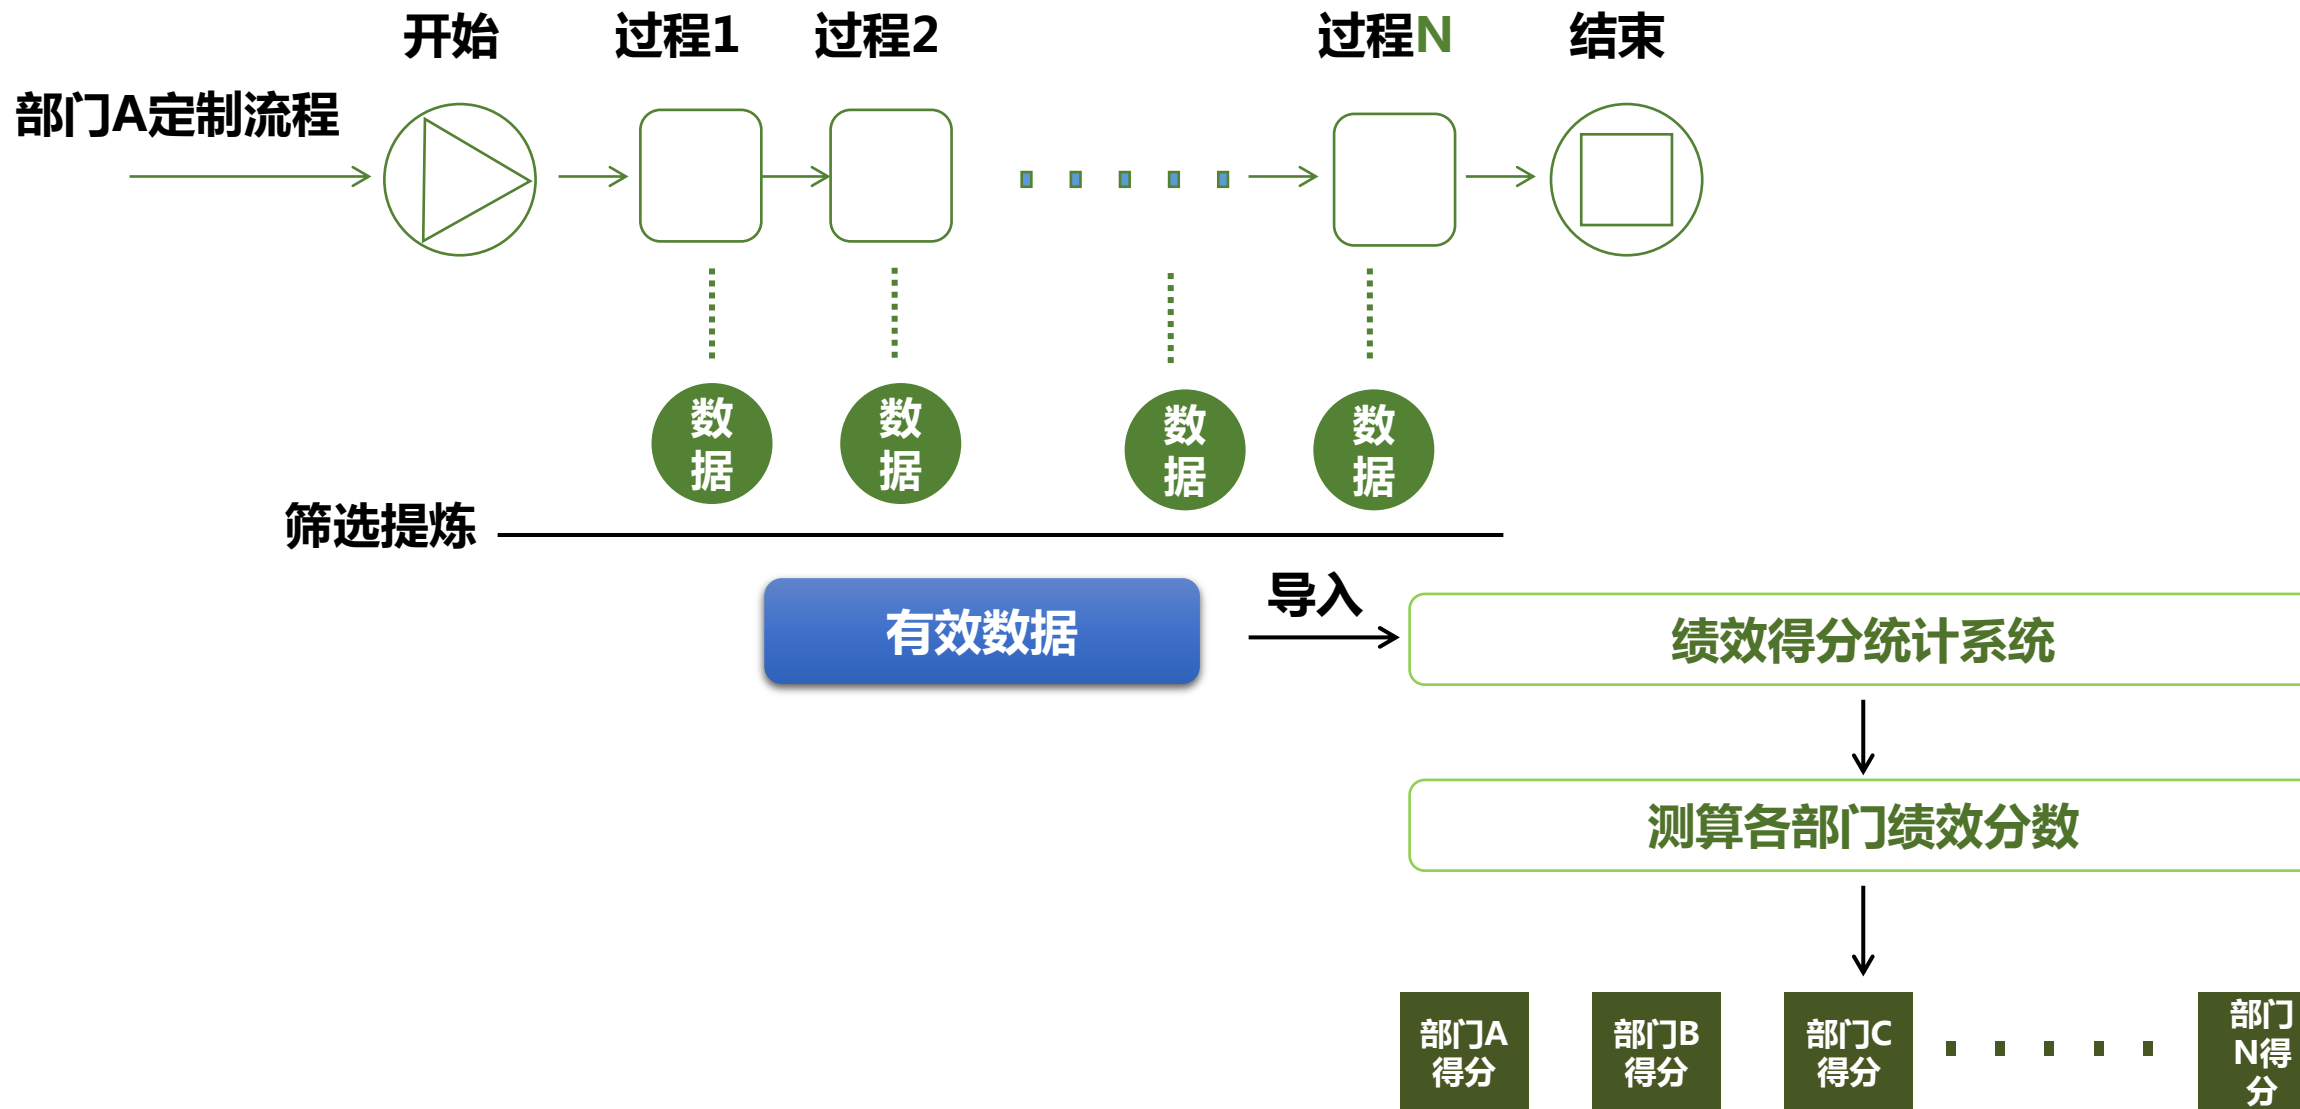 开始
过程1
过程2
过程N
结束
部门A定制流程
数
据
数
据
数
据
数
据
筛选提炼
有效数据
导入
绩效得分统计系统
测算各部门绩效分数
部门A
得分
部门B
得分
部门C
得分
部门
N得
分